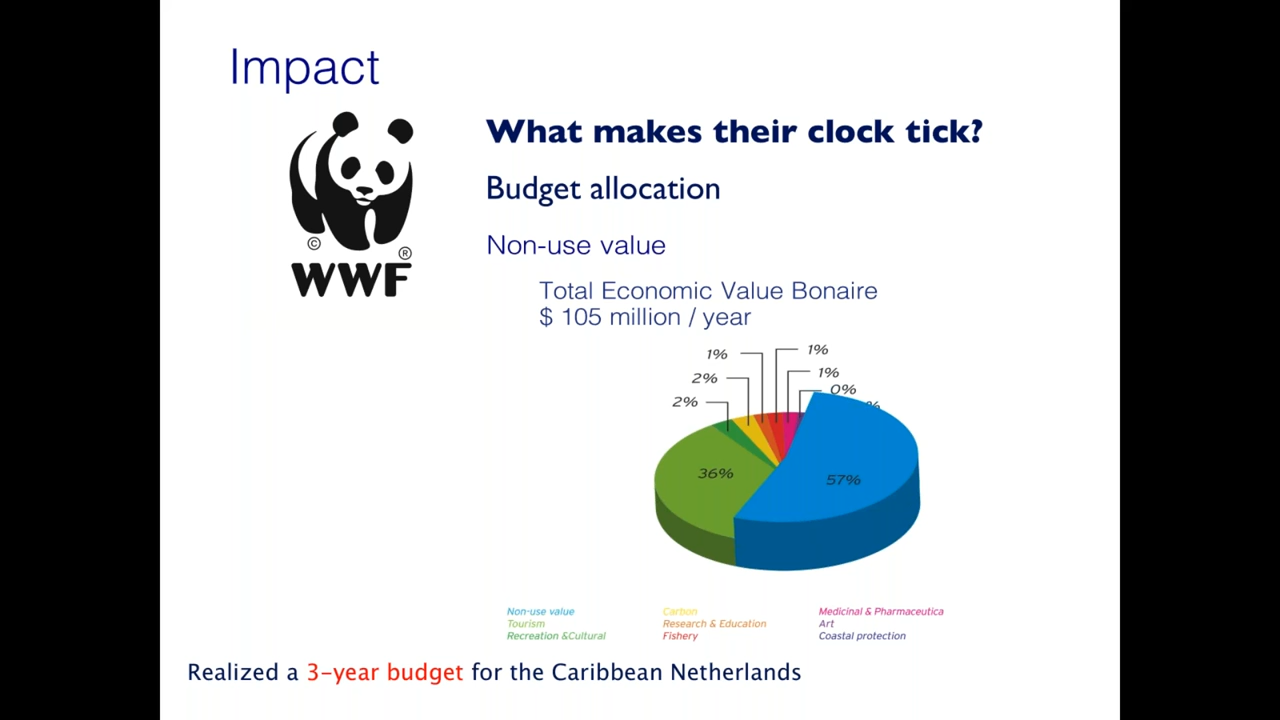 Impact
What makes their clock tick?
Budget allocation
Non-use value
Total Economic Value Bonaire
$ 105 million / year
© ®
WWF
1% 1%
2% 1%
2% 0%
%
36% 57%
Non-use value Carbon Medicinal & Pharmaceutica
Tourism Research & Education Art
Recreation &Cultural Fishery Coastal protection
Realized a 3-year budget for the Caribbean Netherlands